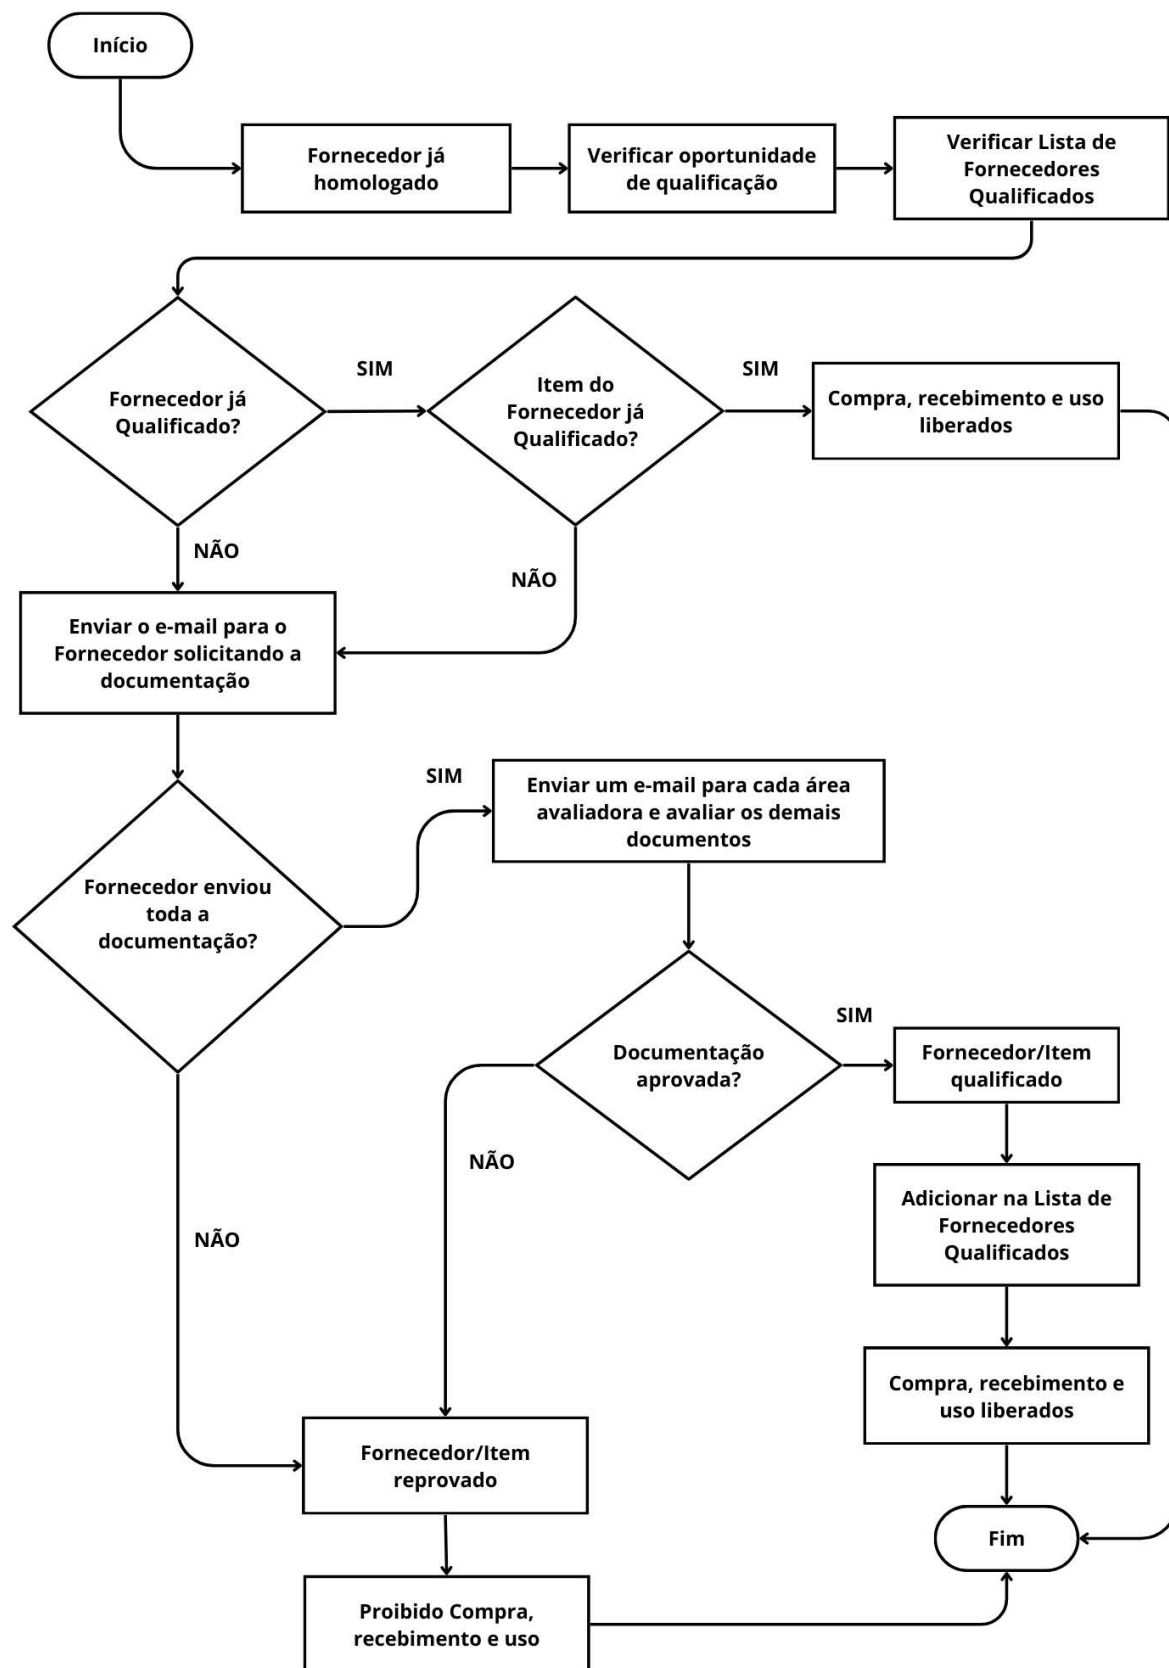 Início
Fornecedor já
homologado
Verificar oportunidade
de qualificação
Verificar Lista de
Fornecedores
Qualificados
Fornecedor já
Qualificado?
SIM
Item do
Fornecedor já
Qualificado?
SIM
Compra, recebimento e uso
liberados
NÃO
NÃO
Enviar o e-mail para o
Fornecedor solicitando a
documentação
Fornecedor enviou
toda a
documentação?
SIM
Enviar um e-mail para cada área
avaliadora e avaliar os demais
documentos
Documentação
aprovada?
SIM
Fornecedor/Item
qualificado
NÃO
Adicionar na Lista de
Fornecedores
Qualificados
NÃO
Compra, recebimento e
uso liberados
Fornecedor/Item
reprovado
Fim
Proibido Compra,
recebimento e uso